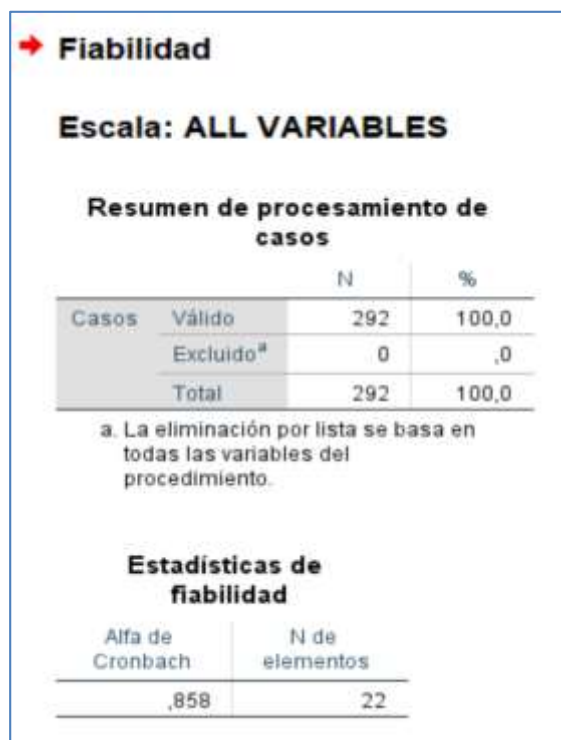 Fiabilidad
Escala: ALL VARIABLES
Resumen de procesamiento de
casos
N %
Casos Válido 292 100,0
Excluido^a 0 ,0
Total 292 100,0
a. La eliminación por lista se basa en
todas las variables del
procedimiento.
Estadísticas de
fiabilidad
Alfa de N de
Cronbach elementos
,858 22